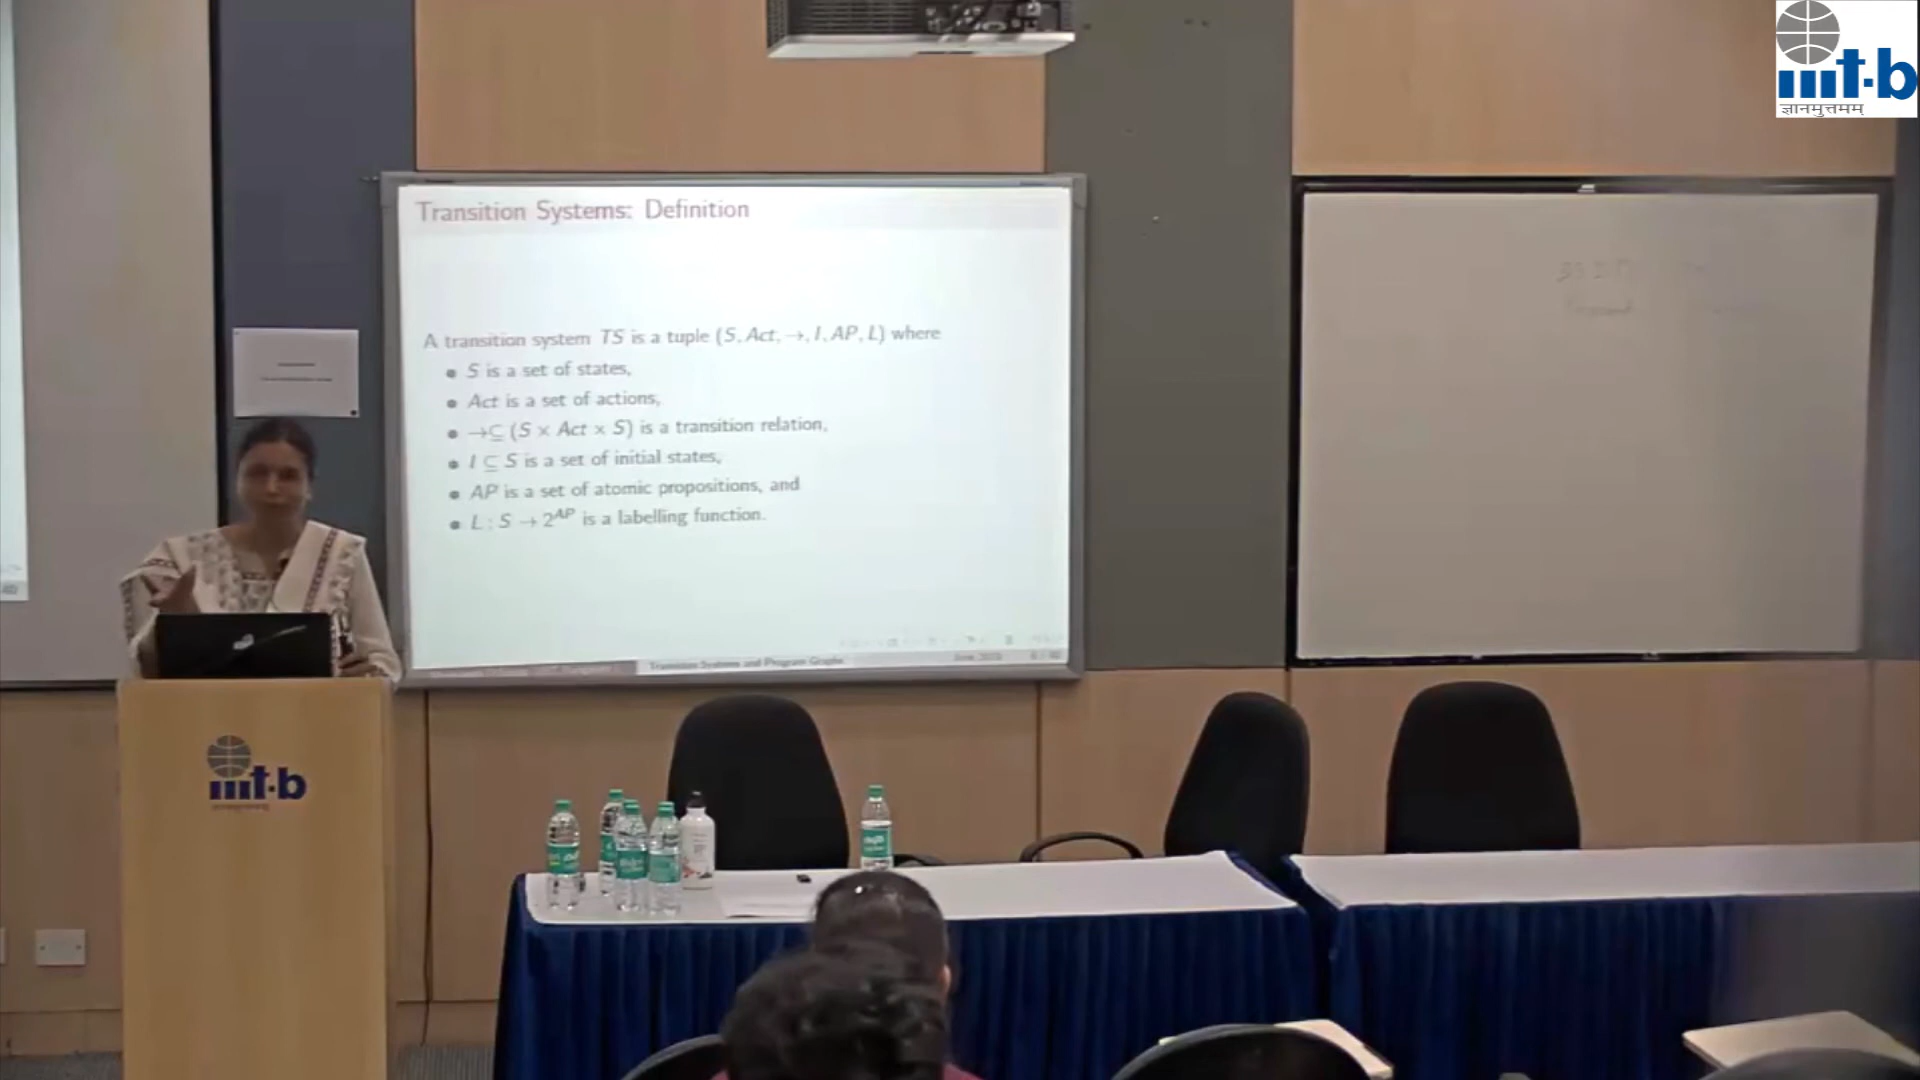 iiit-b
ज्ञानमुत्तमम्
Transition Systems: Definition
A transition system TS is a tuple (S, Act, →, I, AP, L) where
● S is a set of states,
● Act is a set of actions,
● →⊆ (S × Act × S) is a transition relation,
● I ⊆ S is a set of initial states,
● AP is a set of atomic propositions, and
● L : S → 2^AP is a labelling function.
Transition Systems and Program Graphs
iiit-b